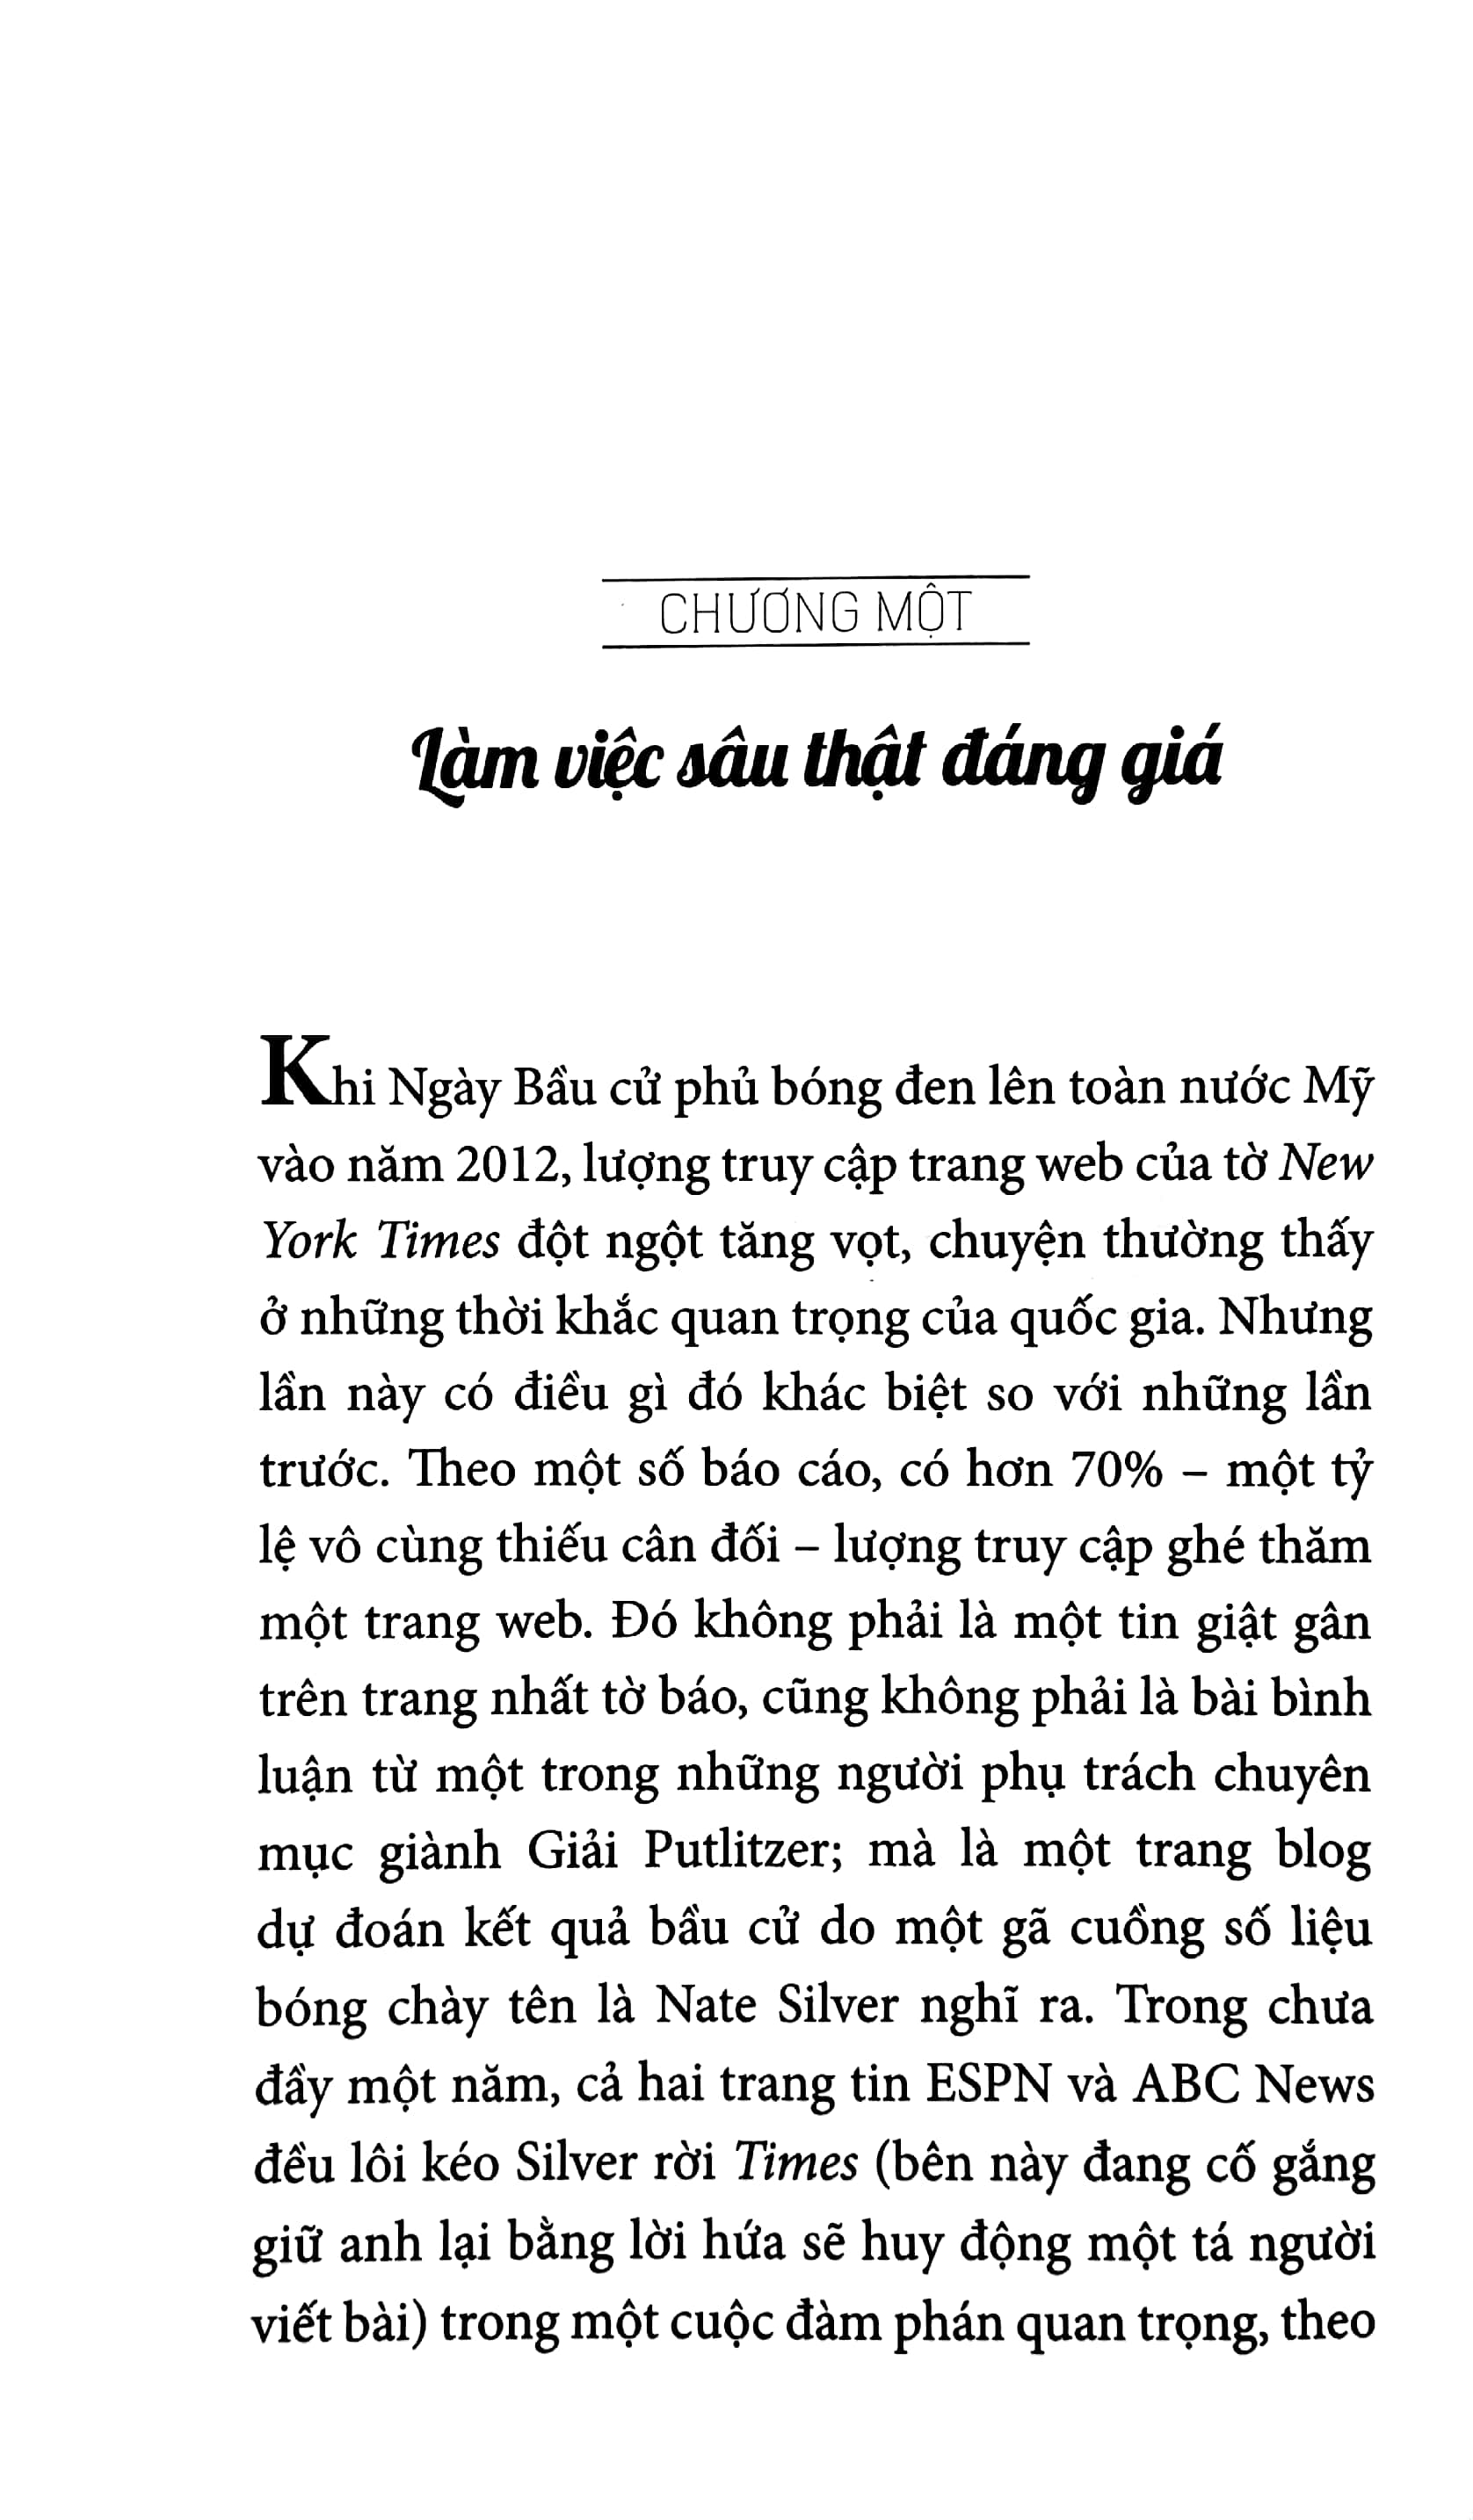 CHƯƠNG MỘT
Làm việc sâu thật đáng giá
Khi Ngày Bầu cử phủ bóng đen lên toàn nước Mỹ
vào năm 2012, lượng truy cập trang web của tờ New
York Times đột ngột tăng vọt, chuyện thường thấy
ở những thời khắc quan trọng của quốc gia. Nhưng
lần này có điều gì đó khác biệt so với những lần
trước. Theo một số báo cáo, có hơn 70% – một tỷ
lệ vô cùng thiếu cân đối – lượng truy cập ghé thăm
một trang web. Đó không phải là một tin giật gân
trên trang nhất tờ báo, cũng không phải là bài bình
luận từ một trong những người phụ trách chuyên
mục giành Giải Putlitzer; mà là một trang blog
dự đoán kết quả bầu cử do một gã cuồng số liệu
bóng chày tên là Nate Silver nghĩ ra. Trong chưa
đầy một năm, cả hai trang tin ESPN và ABC News
đều lôi kéo Silver rời Times (bên này đang cố gắng
giữ anh lại bằng lời hứa sẽ huy động một tá người
viết bài) trong một cuộc đàm phán quan trọng, theo